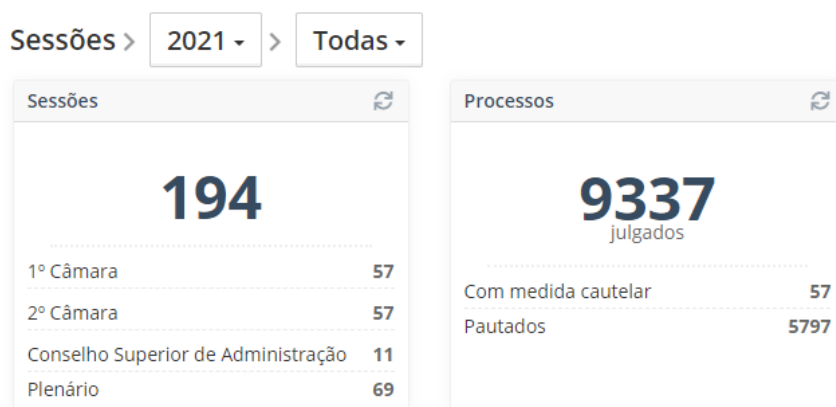 Sessões > 2021 > Todas
Sessões
194
1º Câmara 57
2º Câmara 57
Conselho Superior de Administração 11
Plenário 69
Processos
9337
julgados
Com medida cautelar 57
Pautados 5797